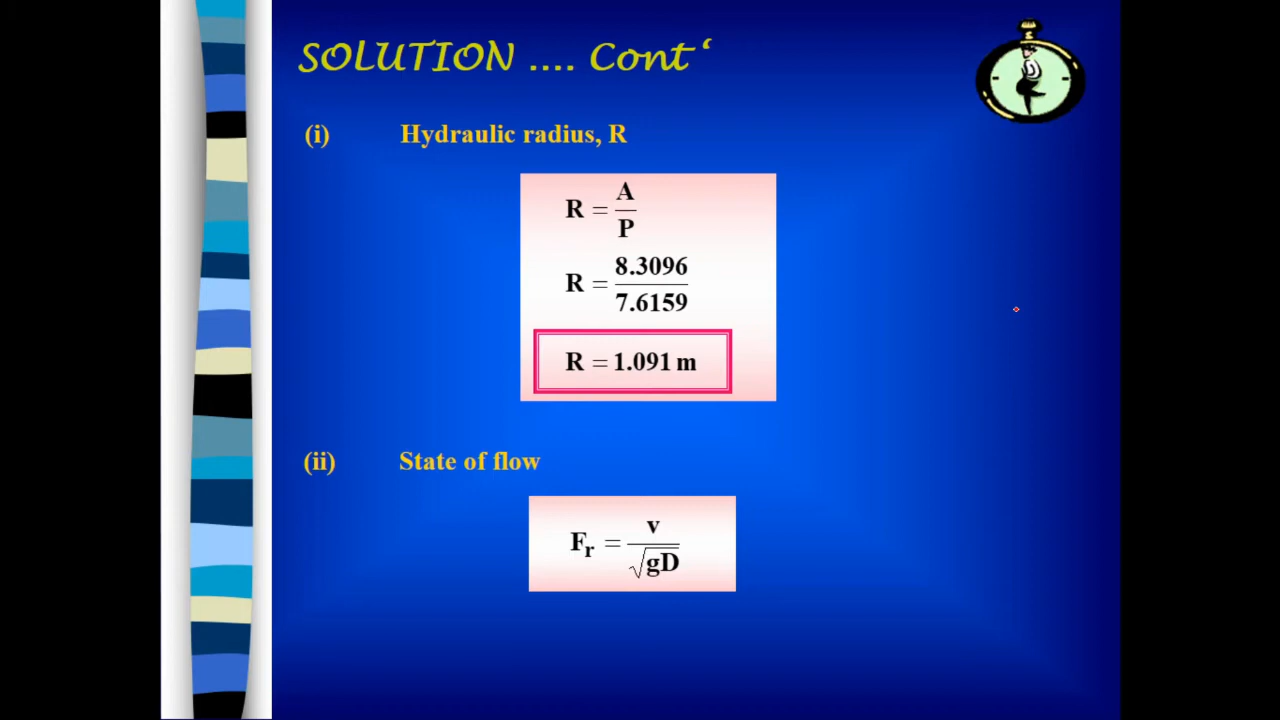 SOLUTION .... Cont‘
(i) Hydraulic radius, R
R = A/P
R = 8.3096/7.6159
R = 1.091 m
(ii) State of flow
Fr = v/√gD